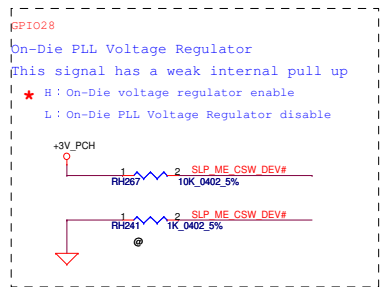 GPIO28
On-Die PLL Voltage Regulator
This signal has a weak internal pull up
* H：On-Die voltage regulator enable
L：On-Die PLL Voltage Regulator disable
+3V_PCH
1 2 SLP_ME_CSW_DEV#
RH267 10K_0402_5%
1 2 SLP_ME_CSW_DEV#
RH241 1K_0402_5%
@